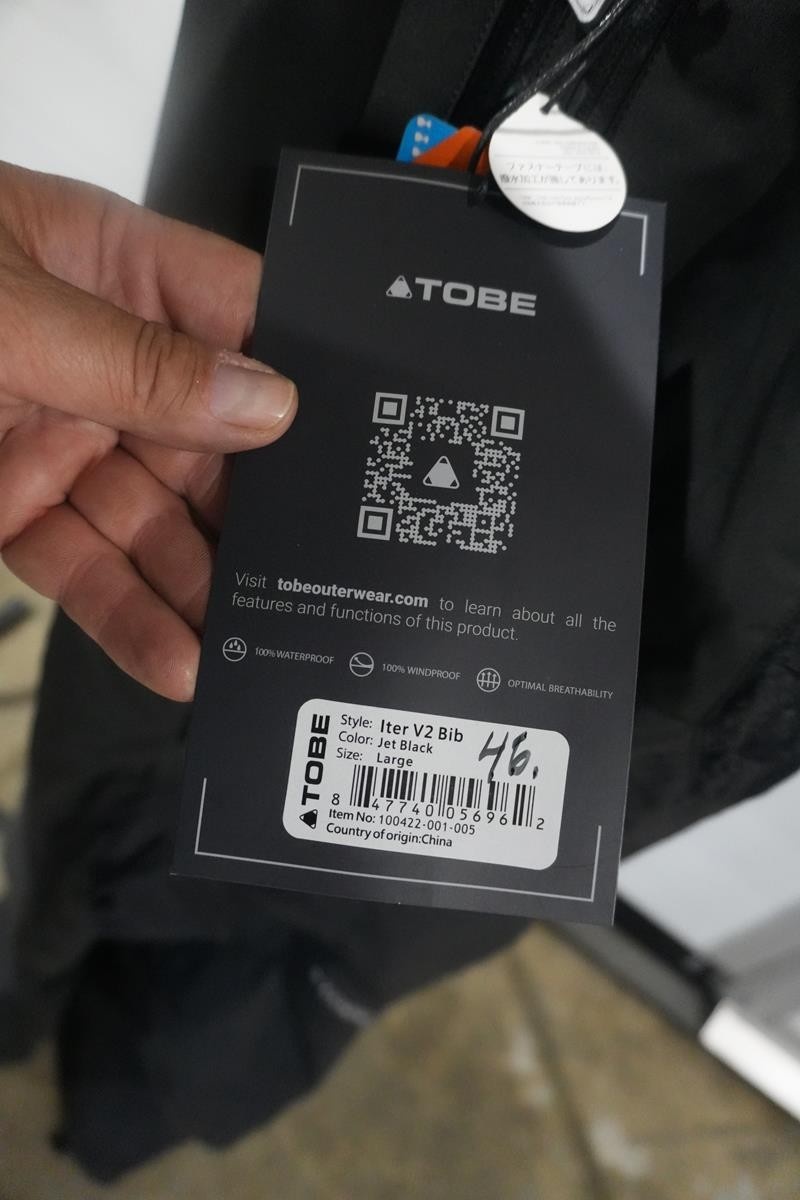 TOBE
Visit tobeouterwear.com to learn about all the
features and functions of this product.
100% WATERPROOF
100% WINDPROOF
OPTIMAL BREATHABILITY
TOBE
Style: Iter V2 Bib
Color: Jet Black
Size: Large
46.
8 47740 05696 2
Item No: 100422-001-005
Country of origin:China